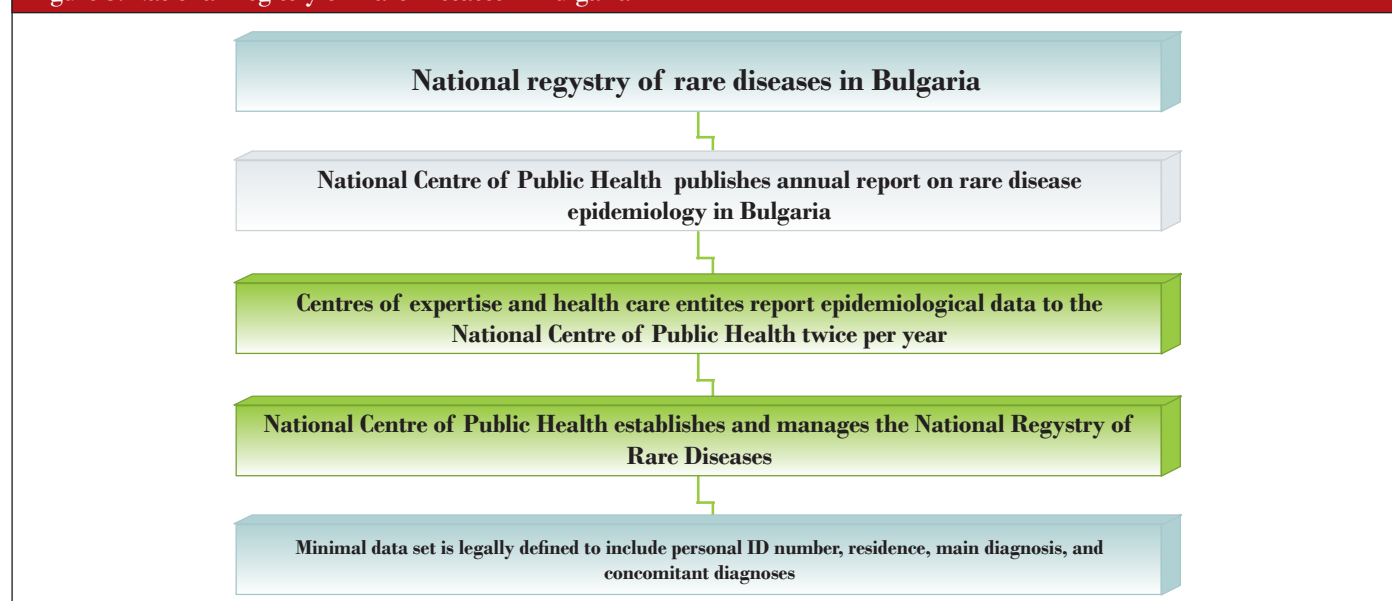 National regystry of rare diseases in Bulgaria
National Centre of Public Health publishes annual report on rare disease
epidemiology in Bulgaria
Centres of expertise and health care entites report epidemiological data to the
National Centre of Public Health twice per year
National Centre of Public Health establishes and manages the National Regystry of
Rare Diseases
Minimal data set is legally defined to include personal ID number, residence, main diagnosis, and
concomitant diagnoses